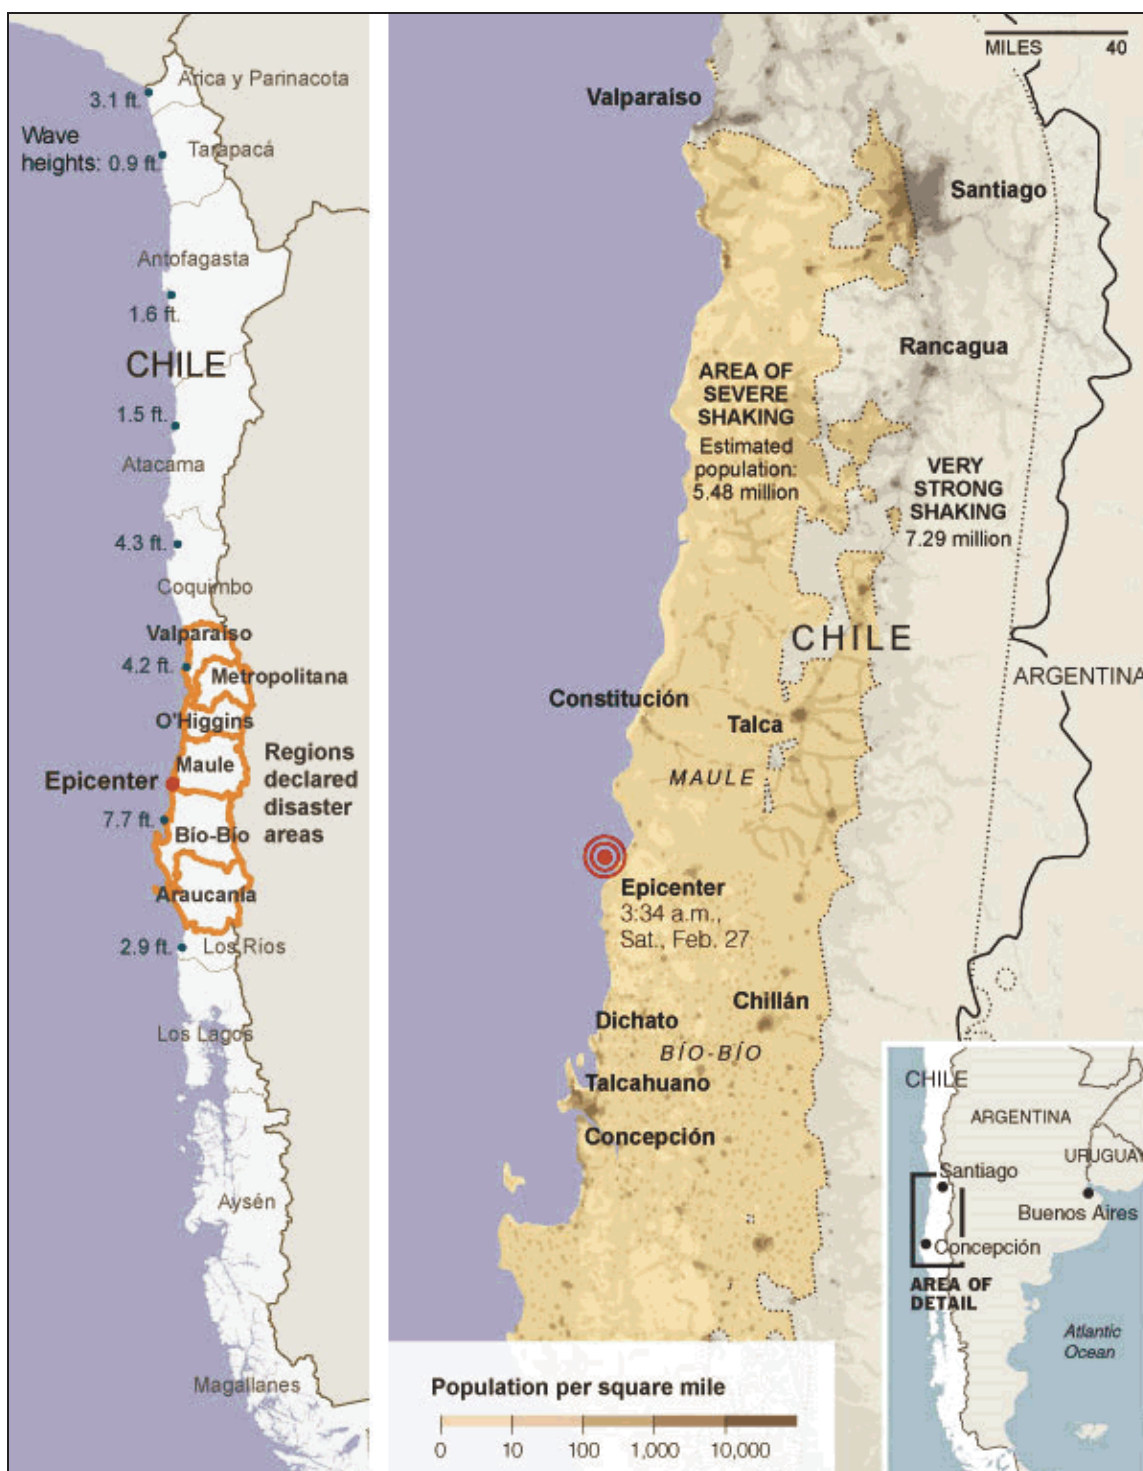 Arica y Parinacota
3.1 ft.
Wave
heights: 0.9 ft.
Tarapacá
Antofagasta
1.6 ft.
CHILE
1.5 ft.
Atacama
4.3 ft.
Coquimbo
Valparaíso
4.2 ft.
Metropolitana
O'Higgins
Maule
Epicenter
Regions
declared
disaster
areas
7.7 ft.
Bío-Bío
Araucanía
2.9 ft.
Los Ríos
Los Lagos
Aysén
Magallanes
MILES 40
Valparaíso
Santiago
Rancagua
AREA OF
SEVERE
SHAKING
Estimated
population:
5.48 million
VERY
STRONG
SHAKING
7.29 million
CHILE
ARGENTINA
Constitución
Talca
MAULE
Epicenter
3:34 a.m.,
Sat., Feb. 27
Chillán
Dichato
BÍO-BÍO
Talcahuano
Concepción
CHILE
ARGENTINA
URUGUAY
Santiago
Buenos Aires
Concepción
AREA OF
DETAIL
Atlantic
Ocean
Population per square mile
0 10 100 1,000 10,000